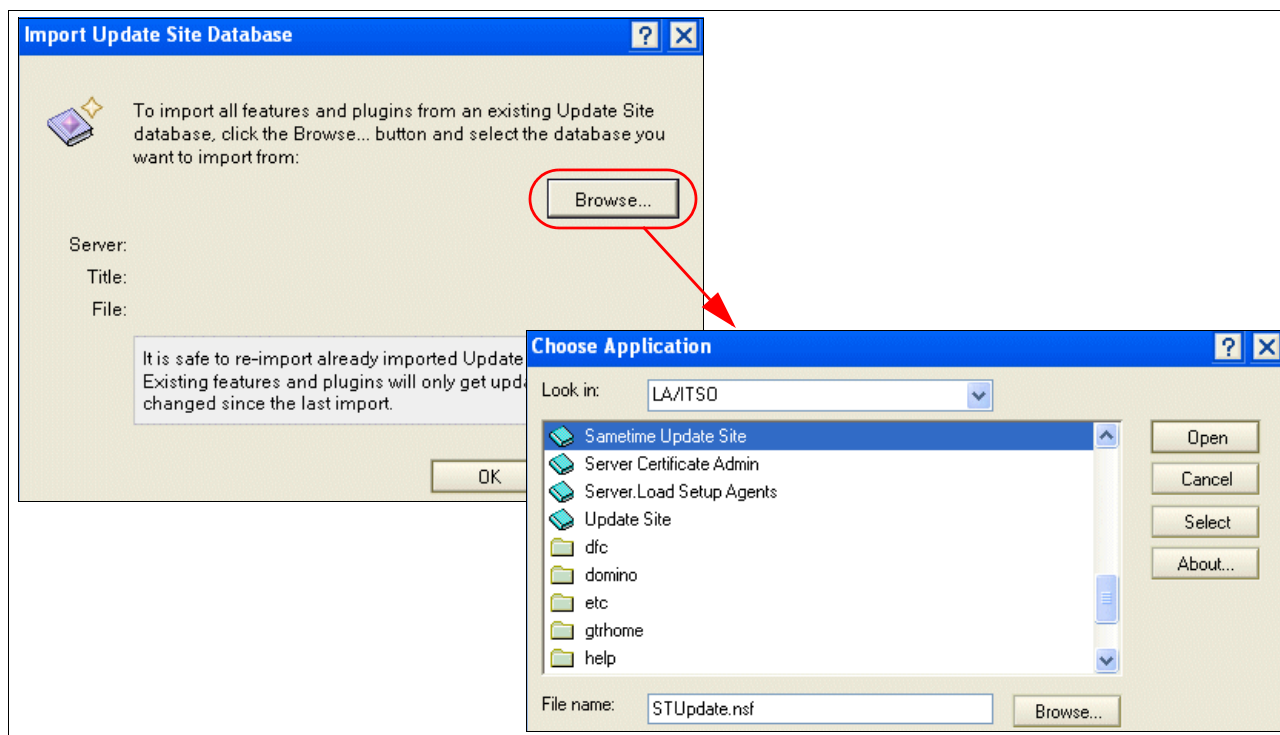 Import Update Site Database
To import all features and plugins from an existing Update Site
database, click the Browse... button and select the database you
want to import from:
Browse...
Server:
Title:
File:
It is safe to re-import already imported Update
Existing features and plugins will only get upd
changed since the last import.
OK
Choose Application
Look in: LA/ITSO
Sametime Update Site
Server Certificate Admin
Server.Load Setup Agents
Update Site
dfc
domino
etc
gtrhome
help
Open
Cancel
Select
About...
File name: STUpdate.nsf
Browse...